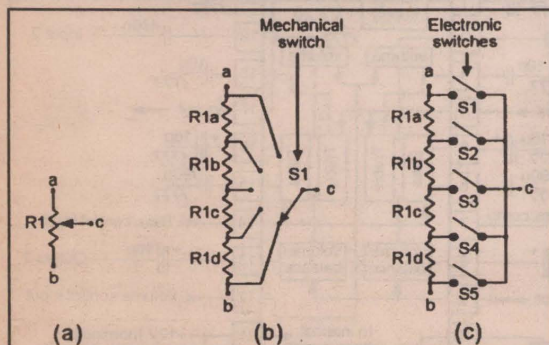 Mechanical
switch
Electronic
switches
a
R1
c
b
(a)
a
R1a
R1b
R1c
R1d
b
S1
c
(b)
a
R1a
R1b
R1c
R1d
b
S1
S2
S3
S4
S5
c
(c)